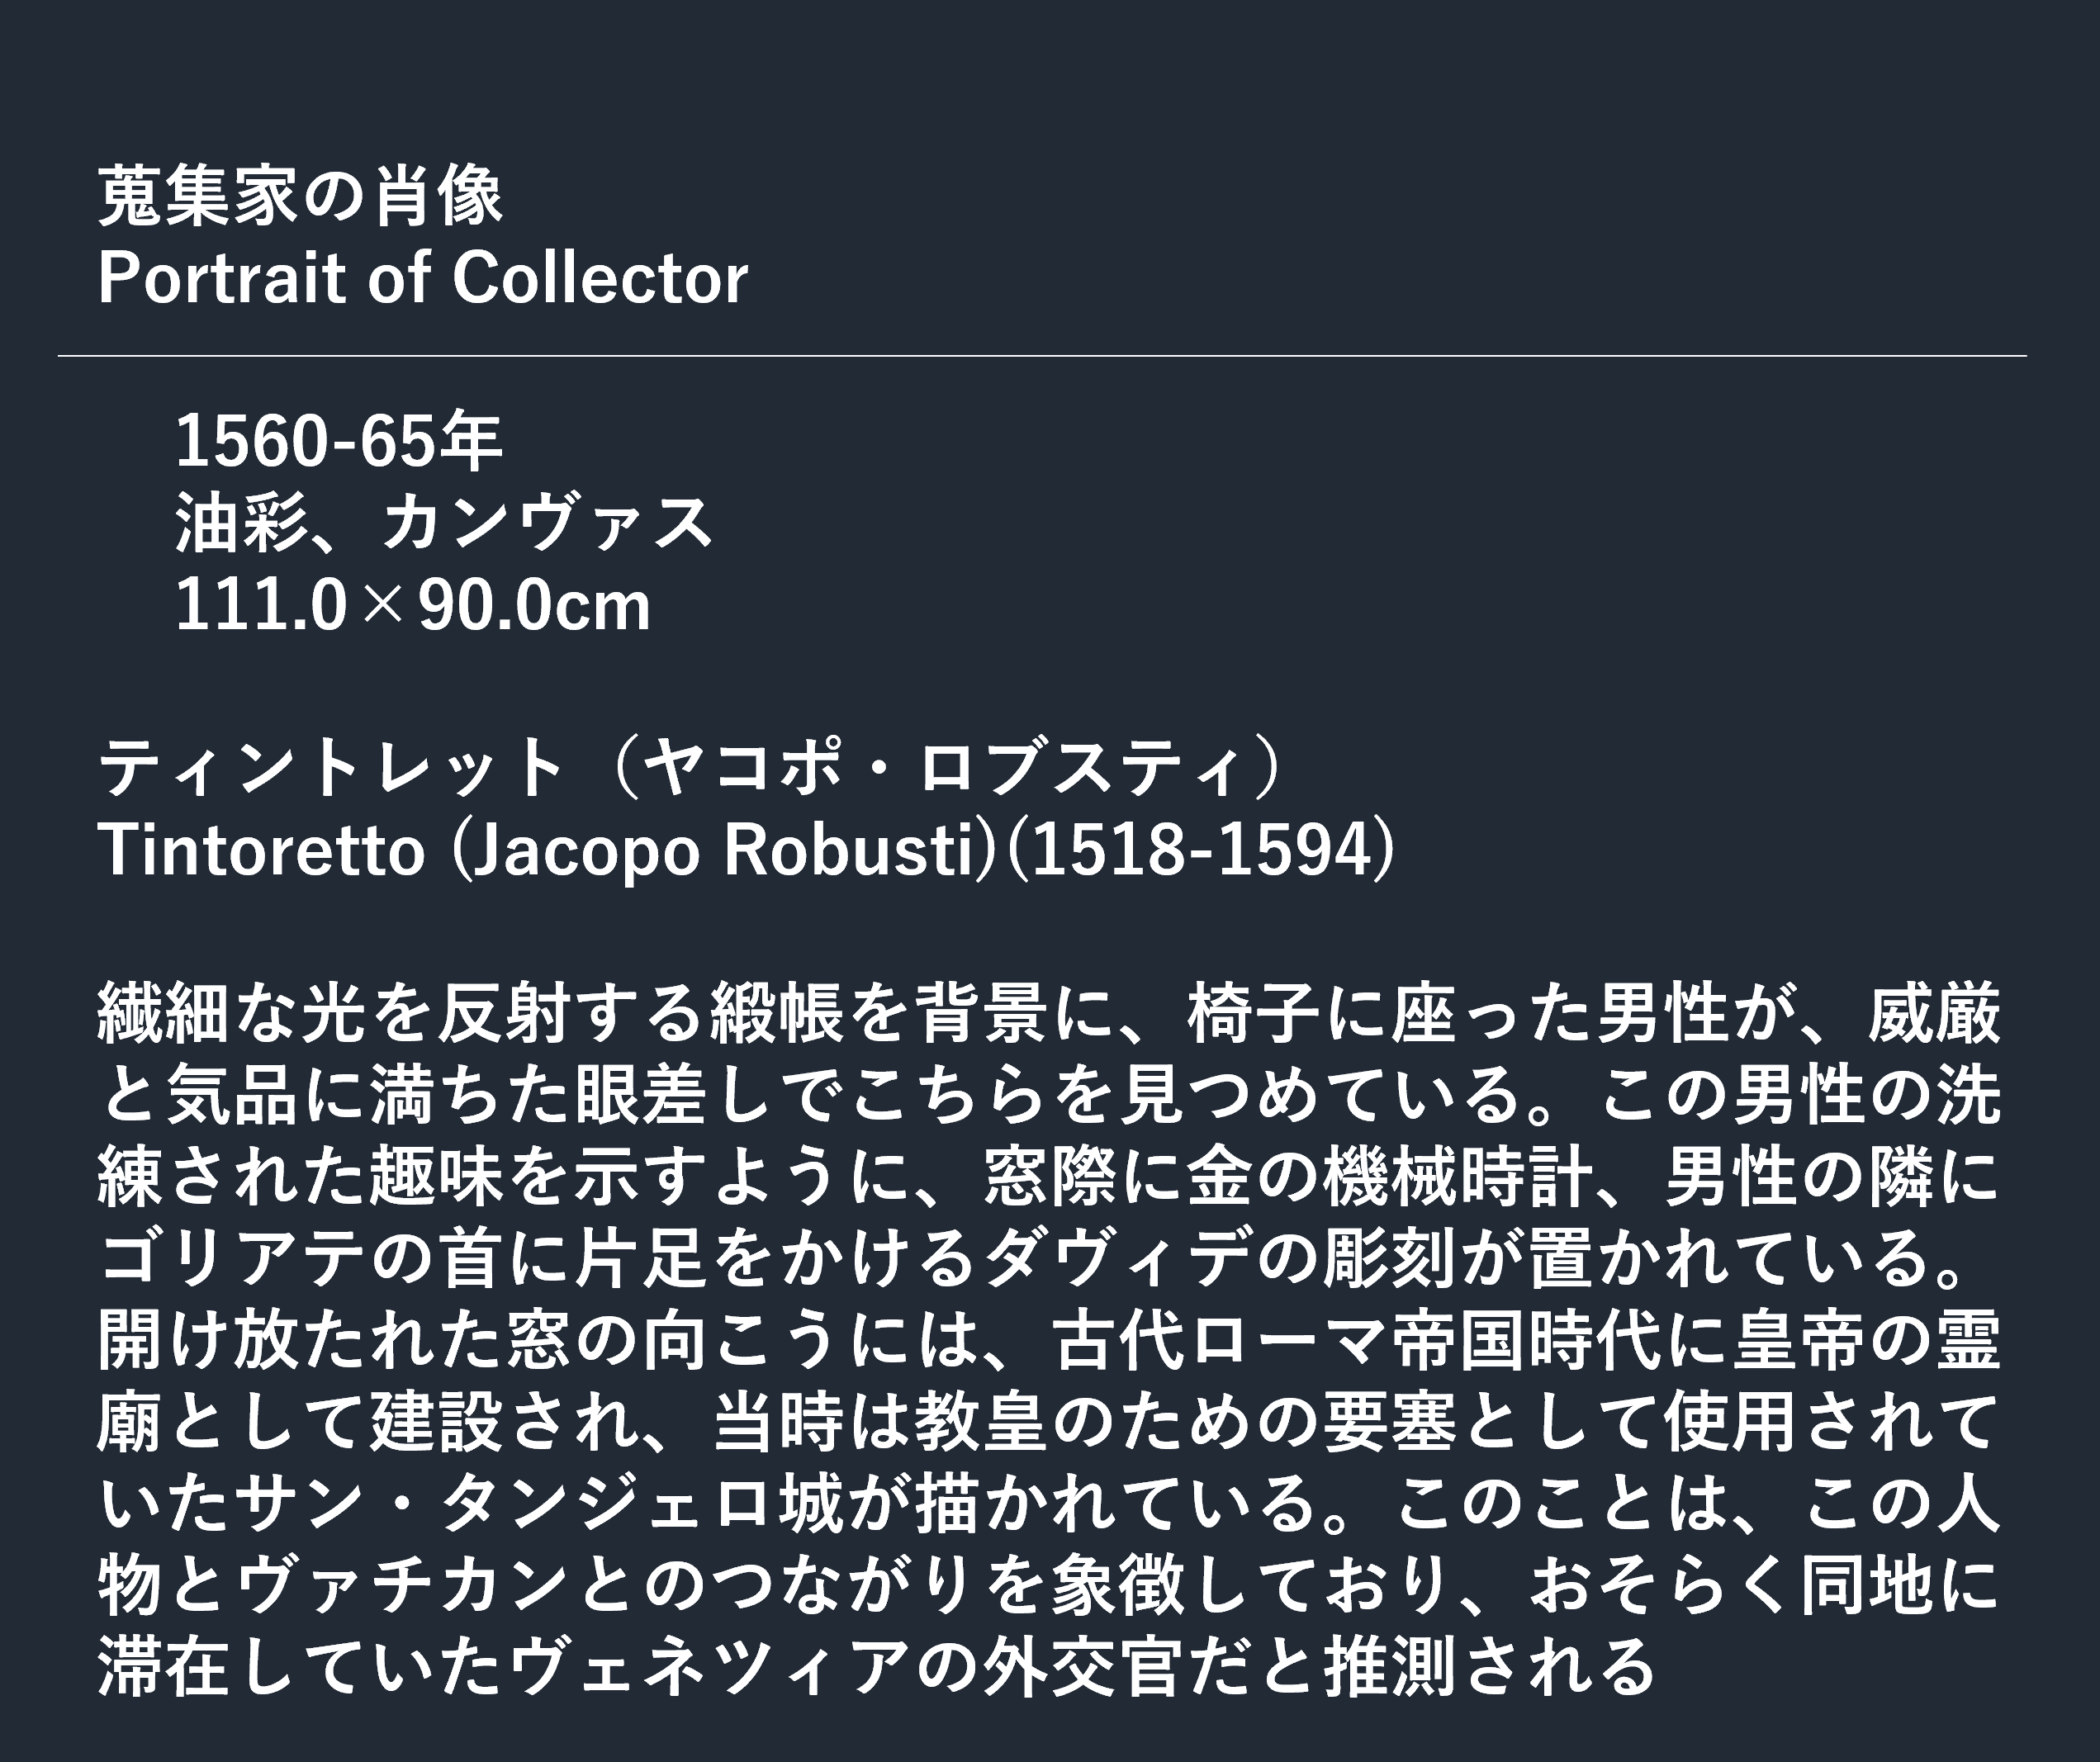 蒐集家の肖像
Portrait of Collector
1560-65年
油彩、カンヴァス
111.0×90.0cm
ティントレット（ヤコポ・ロブスティ）
Tintoretto (Jacopo Robusti)(1518-1594)
繊細な光を反射する緞帳を背景に、椅子に座った男性が、威厳
と気品に満ちた眼差しでこちらを見つめている。この男性の洗
練された趣味を示すように、窓際に金の機械時計、男性の隣に
ゴリアテの首に片足をかけるダヴィデの彫刻が置かれている。
開け放たれた窓の向こうには、古代ローマ帝国時代に皇帝の霊
廟として建設され、当時は教皇のための要塞として使用されて
いたサン・タンジェロ城が描かれている。このことは、この人
物とヴァチカンとのつながりを象徴しており、おそらく同地に
滞在していたヴェネツィアの外交官だと推測される